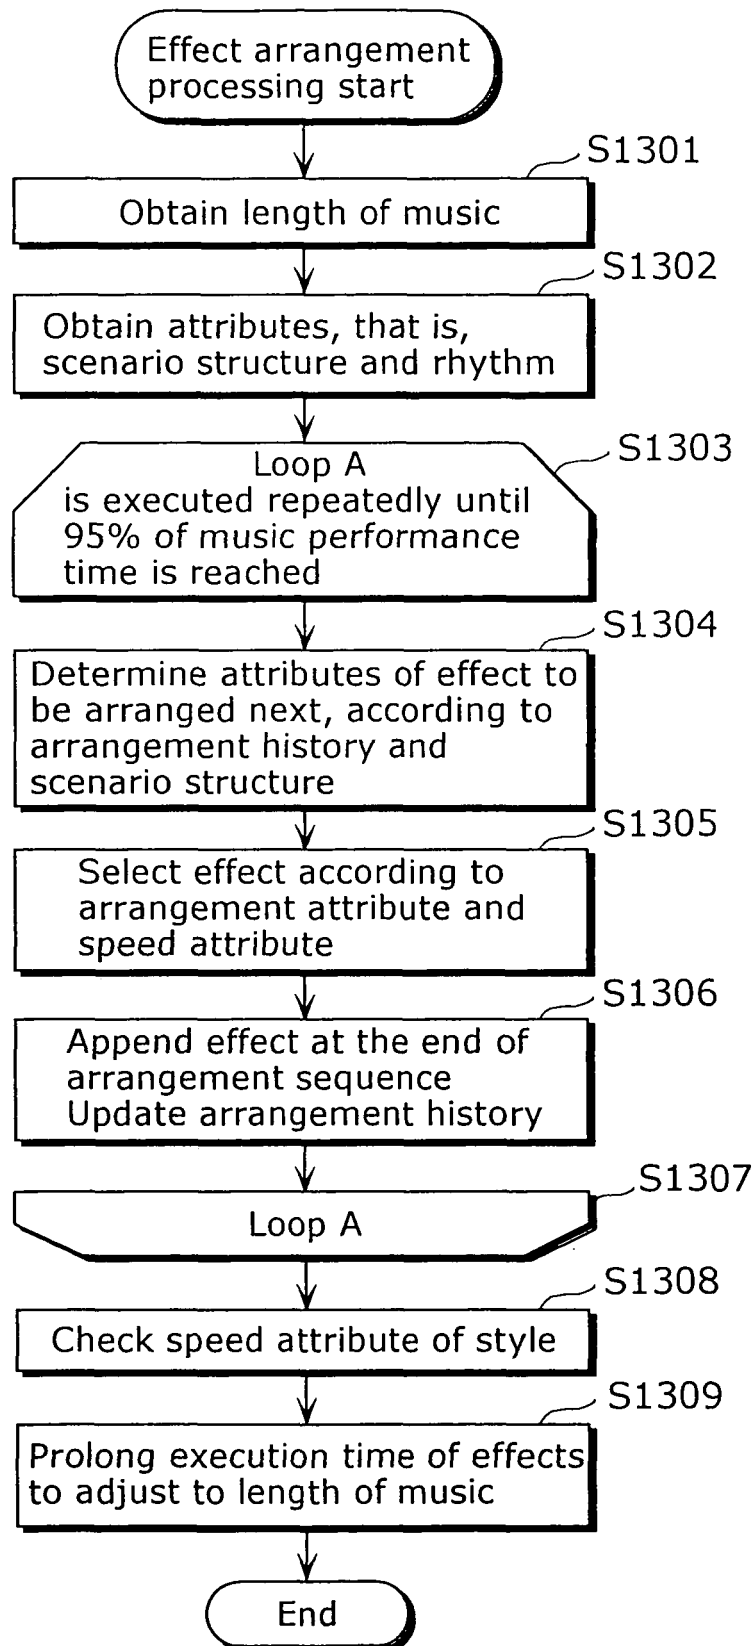 Effect arrangement
processing start
S1301
Obtain length of music
S1302
Obtain attributes, that is,
scenario structure and rhythm
S1303
Loop A
is executed repeatedly until
95% of music performance
time is reached
S1304
Determine attributes of effect to
be arranged next, according to
arrangement history and
scenario structure
S1305
Select effect according to
arrangement attribute and
speed attribute
S1306
Append effect at the end of
arrangement sequence
Update arrangement history
S1307
Loop A
S1308
Check speed attribute of style
S1309
Prolong execution time of effects
to adjust to length of music
End